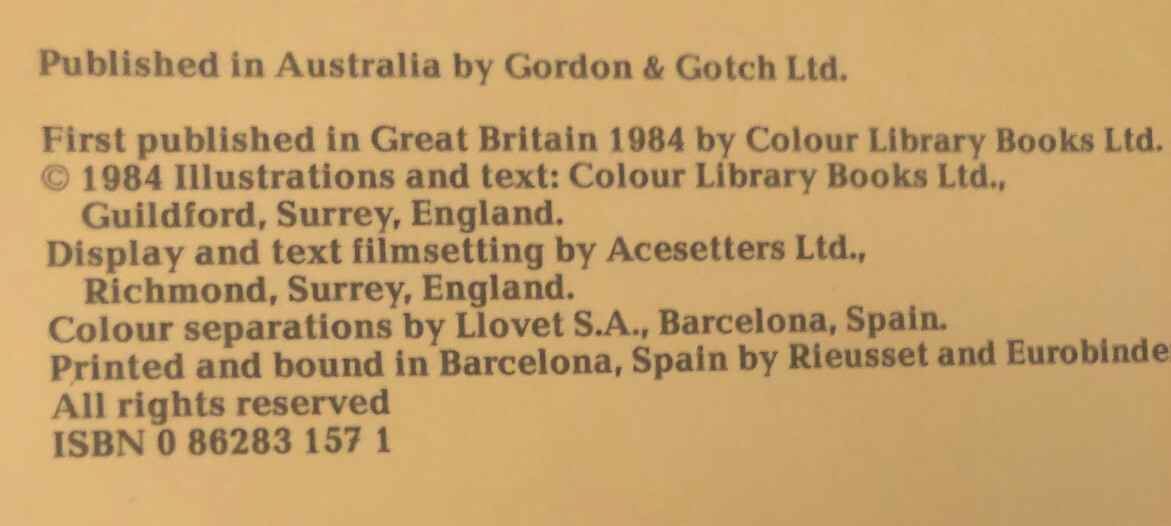 Published in Australia by Gordon & Gotch Ltd.
First published in Great Britain 1984 by Colour Library Books Ltd.
© 1984 Illustrations and text: Colour Library Books Ltd.,
Guildford, Surrey, England.
Display and text filmsetting by Acesetters Ltd.,
Richmond, Surrey, England.
Colour separations by Llovet S.A., Barcelona, Spain.
Printed and bound in Barcelona, Spain by Rieusset and Eurobinde
All rights reserved
ISBN 0 86283 157 1